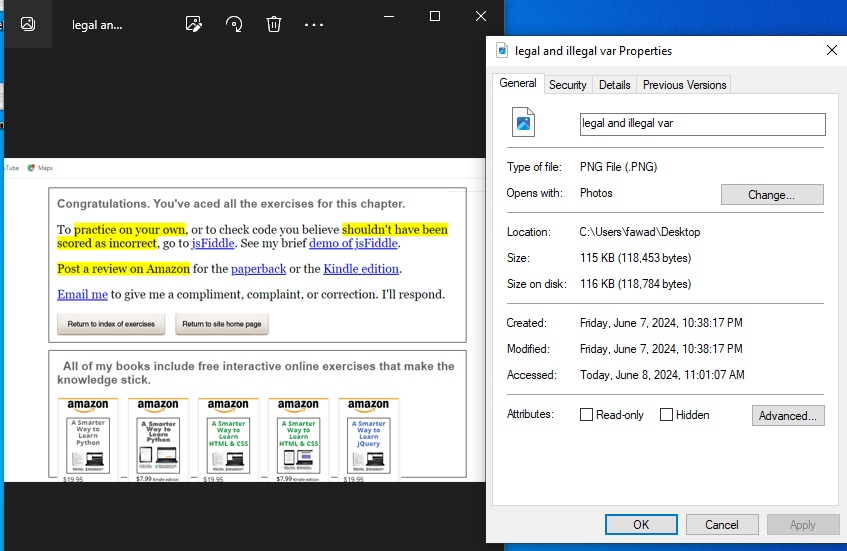 legal an...
Maps
Congratulations. You've aced all the exercises for this chapter.
To practice on your own, or to check code you believe shouldn't have been
scored as incorrect, go to jsFiddle. See my brief demo of jsFiddle.
Post a review on Amazon for the paperback or the Kindle edition.
Email me to give me a compliment, complaint, or correction. I'll respond.
Return to index of exercises
Return to site home page
All of my books include free interactive online exercises that make the
knowledge stick.
amazon
A Smarter
Way to
Learn
Python
$19.95
amazon
A Smarter
Way to
Learn
Python
$7.99 Kindle edition
amazon
A Smarter
Way to
Learn
HTML & CSS
$19.95
amazon
A Smarter
Way to
Learn
HTML & CSS
$7.99 Kindle edition
amazon
A Smarter
Way to
Learn
jQuery
$19.95
legal and illegal var Properties
General
Security
Details
Previous Versions
legal and illegal var
Type of file:
PNG File (.PNG)
Opens with:
Photos
Change...
Location:
C:\Users\fawad\Desktop
Size:
115 KB (118,453 bytes)
Size on disk:
116 KB (118,784 bytes)
Created:
Friday, June 7, 2024, 10:38:17 PM
Modified:
Friday, June 7, 2024, 10:38:17 PM
Accessed:
Today, June 8, 2024, 11:01:07 AM
Attributes:
Read-only
Hidden
Advanced...
OK
Cancel
Apply